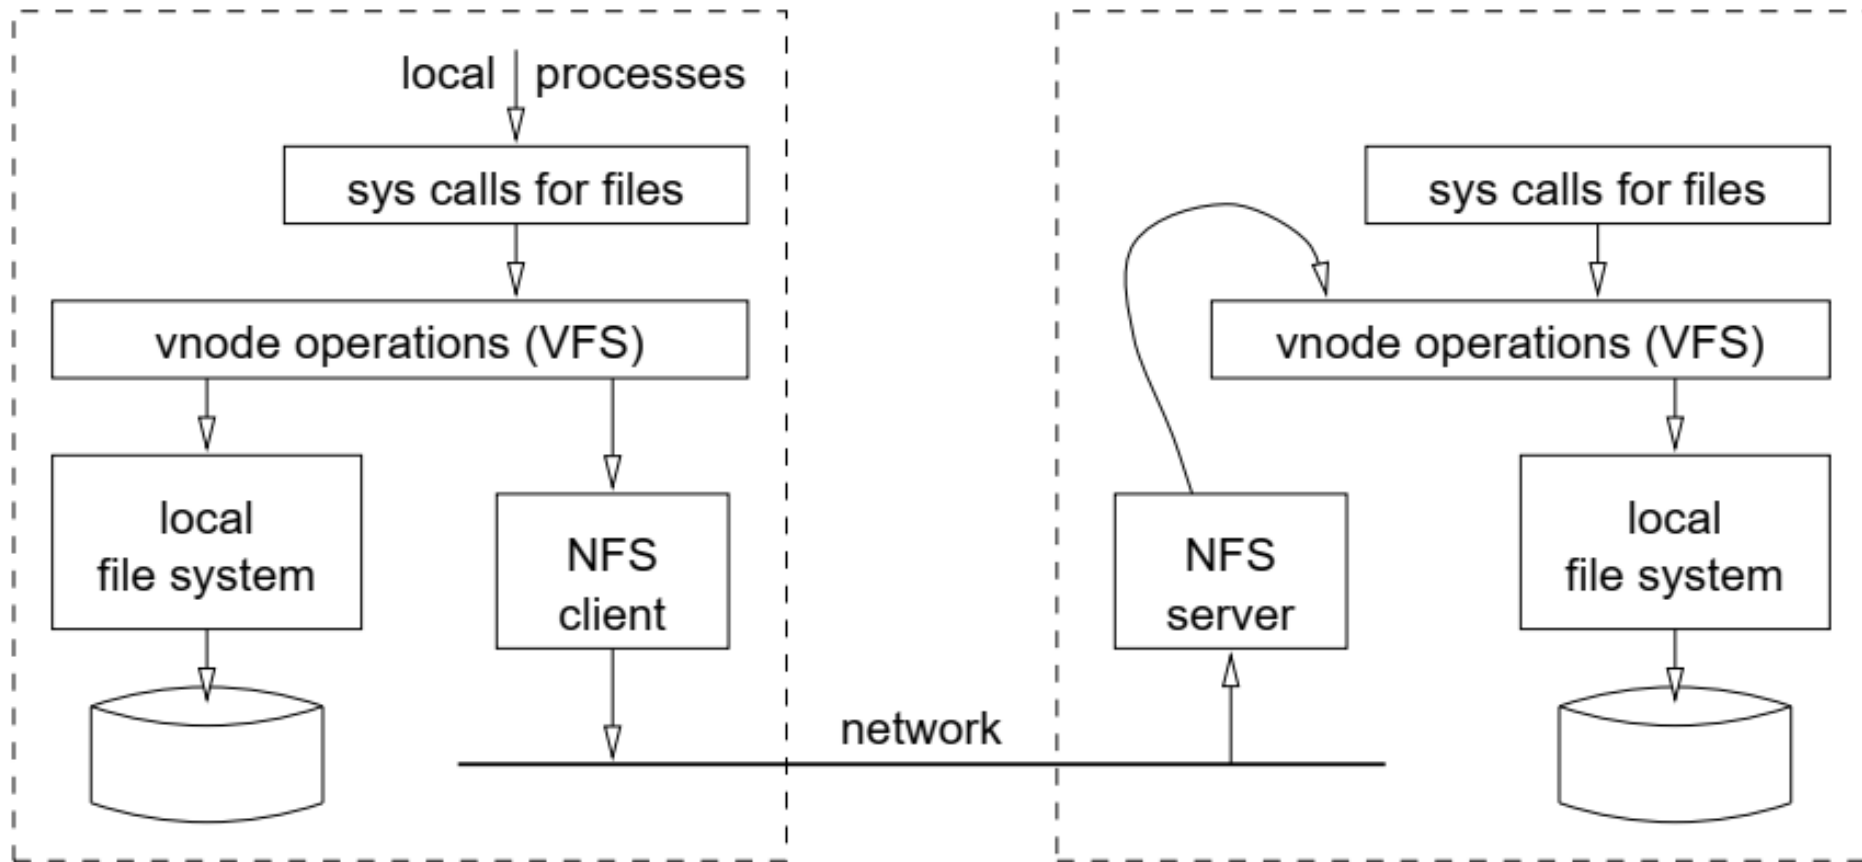 local processes
sys calls for files
vnode operations (VFS)
local
file system
NFS
client
network
sys calls for files
vnode operations (VFS)
NFS
server
local
file system